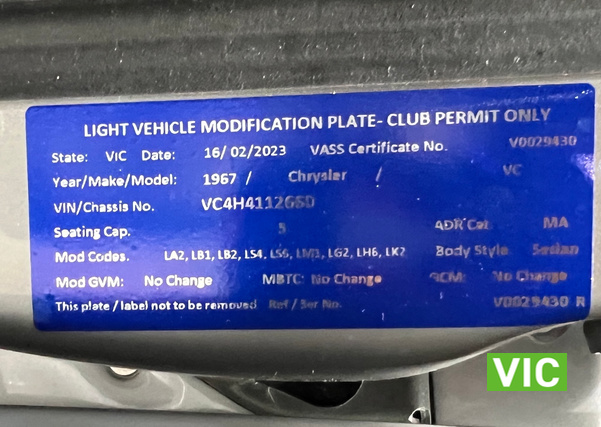 LIGHT VEHICLE MODIFICATION PLATE- CLUB PERMIT ONLY
State: VIC Date: 16/ 02/2023 VASS Certificate No. V0029430
Year/Make/Model: 1967 / Chrysler / VC
VIN/Chassis No.
Seating Cap. 5 ADR Cat MA
Mod Codes. LA2, LB1, LB2, LS4, LS6, LM1, LG2, LH6, LK2 Body Style Sedan
Mod GVM: No Change MBTC: No Change GCM: No Change
This plate / label not to be removed Ref / Ser No. V0029430 R
VIC